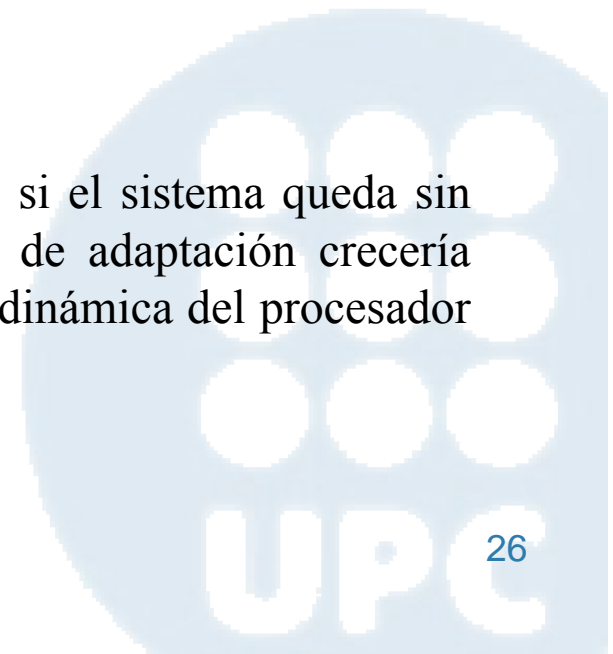 si el sistema queda sin
de adaptación crecería
dinámica del procesador
26
UPC